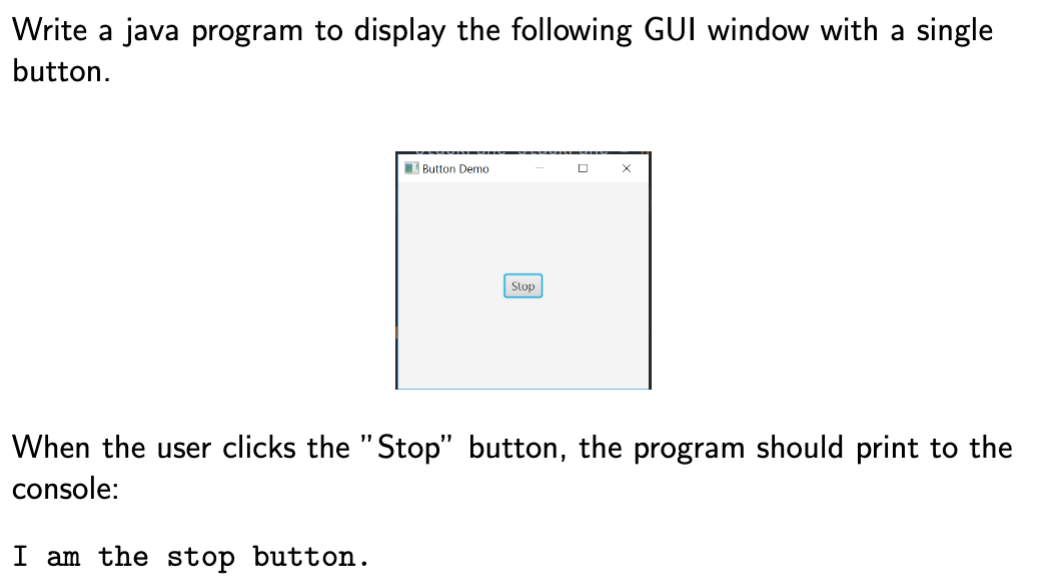 Write a java program to display the following GUI window with a single
button.
Button Demo
Stop
When the user clicks the "Stop" button, the program should print to the
console:
I am the stop button.